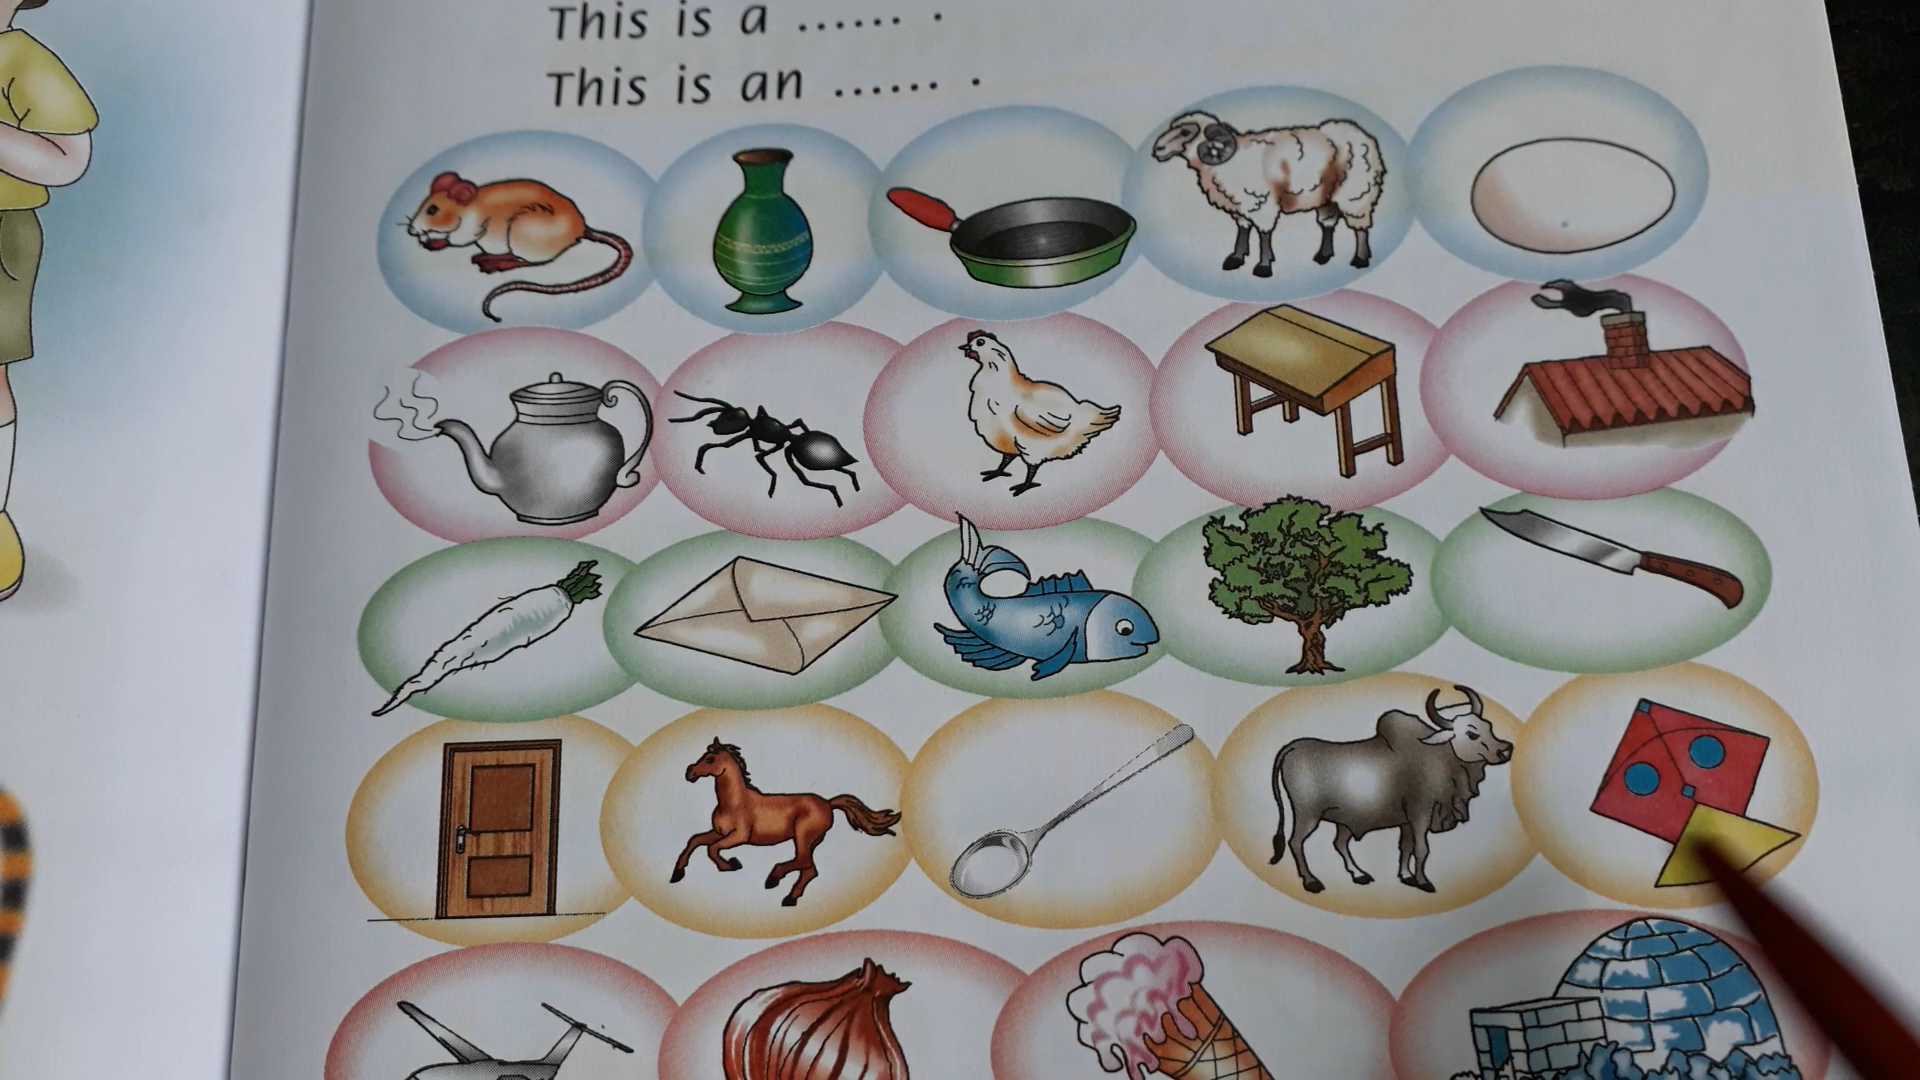 This is a ...... .
This is an ...... .